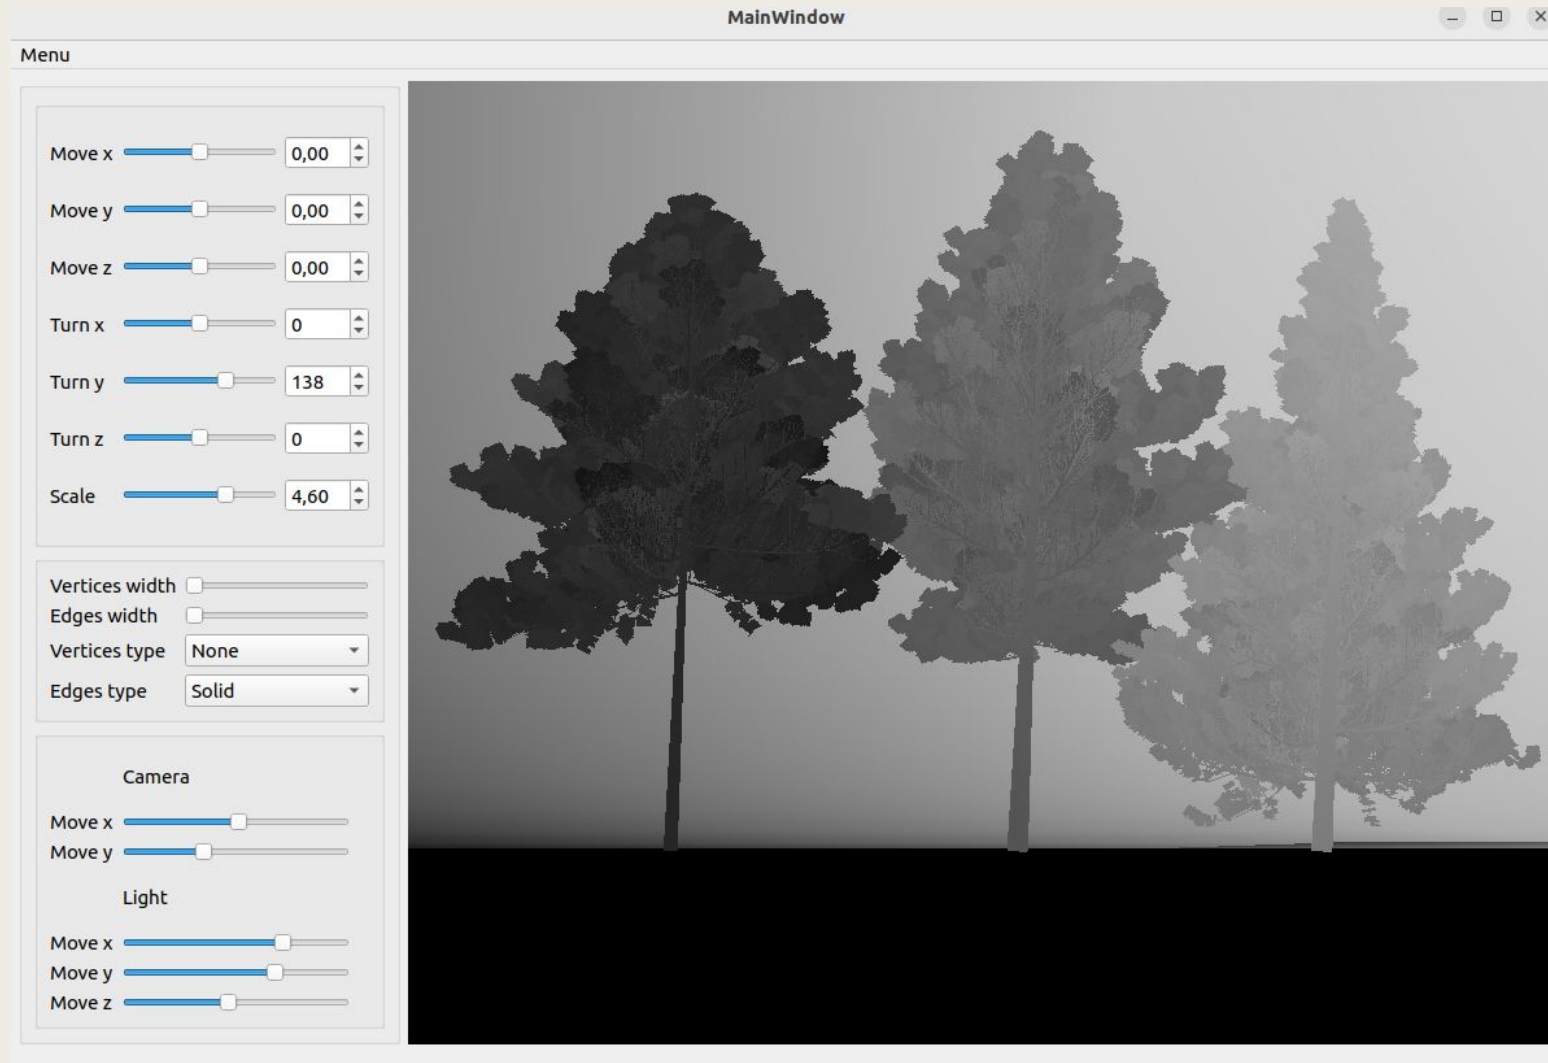 MainWindow
Menu
Move x 0,00
Move y 0,00
Move z 0,00
Turn x 0
Turn y 138
Turn z 0
Scale 4,60
Vertices width
Edges width
Vertices type None
Edges type Solid
Camera
Move x
Move y
Light
Move x
Move y
Move z